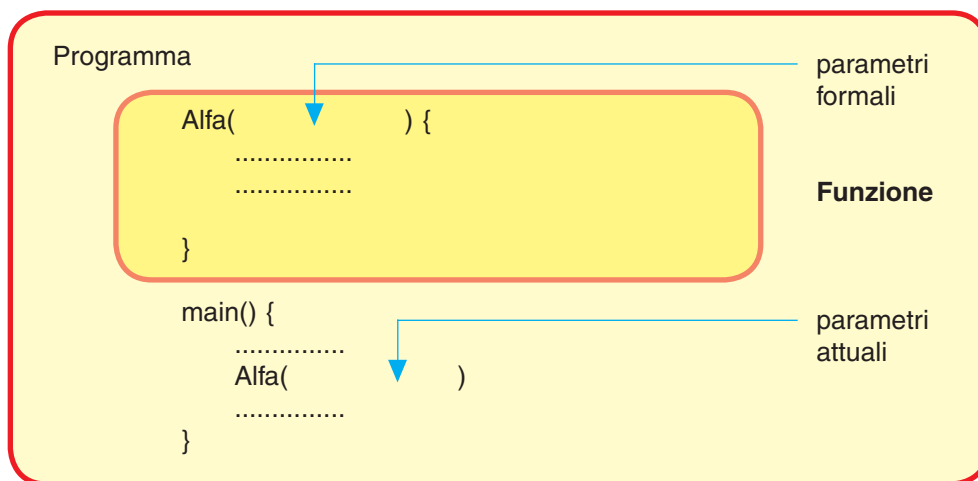 Programma
parametri
formali
Alfa( ) {
................
................
Funzione
}
main() {
parametri
attuali
...............
Alfa( )
...............
}